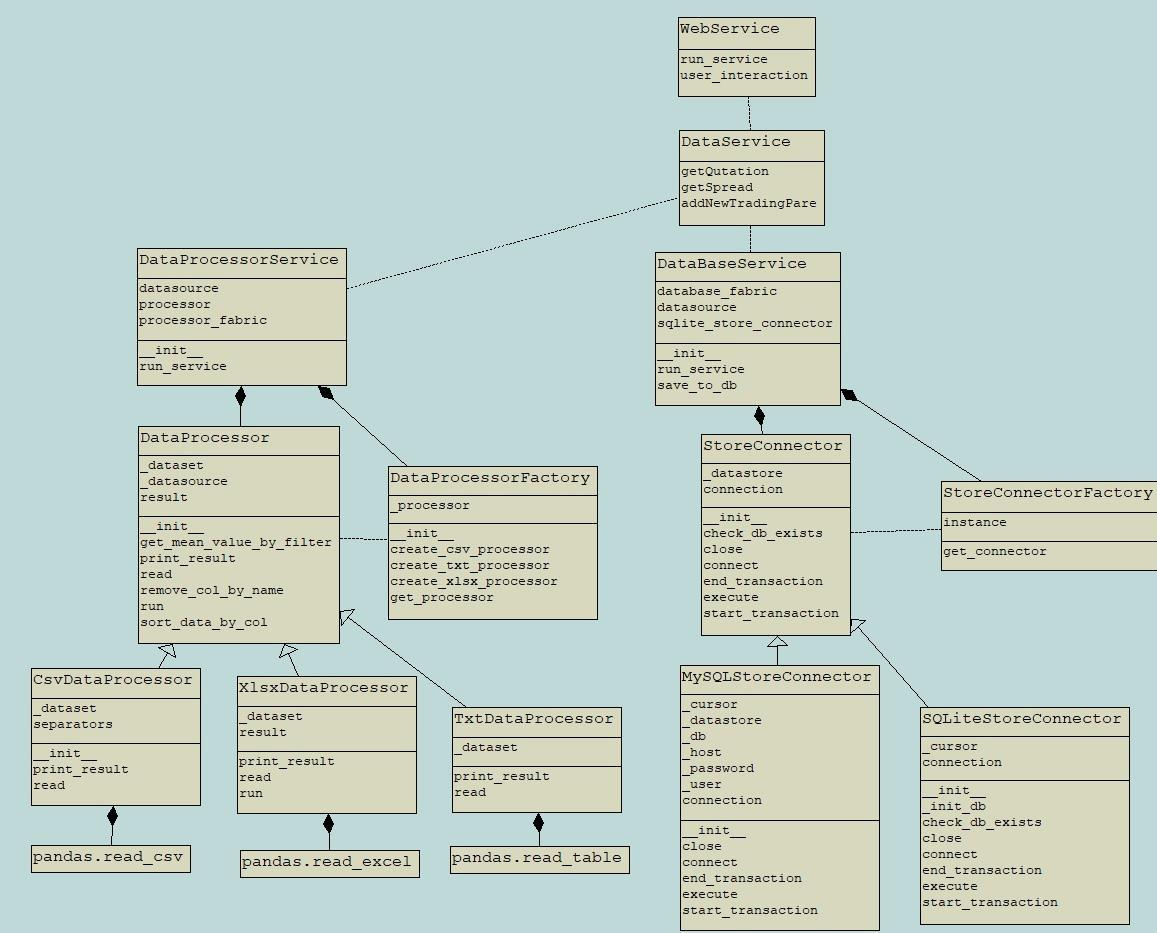 WebService
run_service
user_interaction
DataService
getQutation
getSpread
addNewTradingPare
DataProcessorService
datasource
processor
processor_fabric
__init__
run_service
DataBaseService
database_fabric
datasource
sqlite_store_connector
__init__
run_service
save_to_db
DataProcessor
_dataset
_datasource
result
__init__
get_mean_value_by_filter
print_result
read
remove_col_by_name
run
sort_data_by_col
DataProcessorFactory
_processor
__init__
create_csv_processor
create_txt_processor
create_xlsx_processor
get_processor
StoreConnector
_datastore
connection
__init__
check_db_exists
close
connect
end_transaction
execute
start_transaction
StoreConnectorFactory
instance
get_connector
CsvDataProcessor
_dataset
separators
__init__
print_result
read
XlsxDataProcessor
_dataset
result
print_result
read
run
TxtDataProcessor
_dataset
print_result
read
MySQLStoreConnector
_cursor
_datastore
_db
_host
_password
_user
connection
__init__
close
connect
end_transaction
execute
start_transaction
SQLiteStoreConnector
_cursor
connection
__init__
_init_db
check_db_exists
close
connect
end_transaction
execute
start_transaction
pandas.read_csv
pandas.read_excel
pandas.read_table